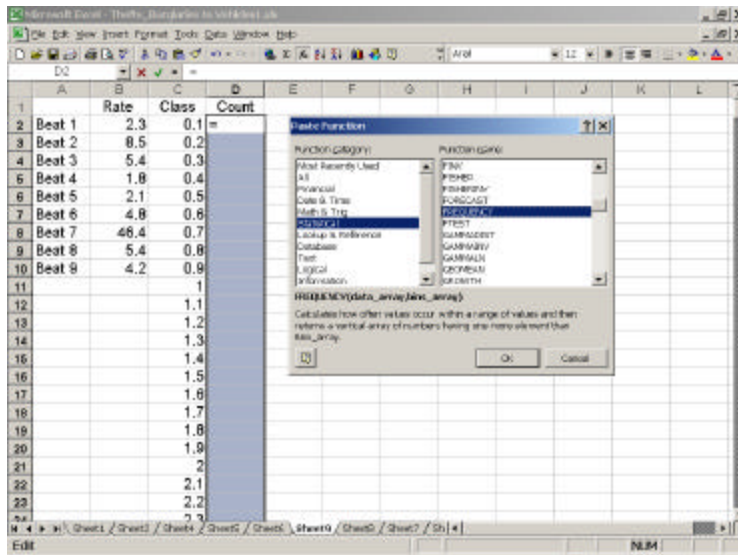 Microsoft Excel - Thefts_Burglaries to Vehicles1.xls
File Edit View Insert Format Tools Data Window Help
Arial 12 B
D2 =
A B C D E F G H I J K L
1 Rate Class Count
2 Beat 1 2.3 0.1 =
3 Beat 2 8.5 0.2
4 Beat 3 5.4 0.3
5 Beat 4 1.8 0.4
6 Beat 5 2.1 0.5
7 Beat 6 4.8 0.6
8 Beat 7 46.4 0.7
9 Beat 8 5.4 0.8
10 Beat 9 4.2 0.9
11 1
12 1.1
13 1.2
14 1.3
15 1.4
16 1.5
17 1.6
18 1.7
19 1.8
20 1.9
21 2
22 2.1
23 2.2
24 2.3
Paste Function
Function category: Function name:
Most Recently Used
All
Financial
Date & Time
Math & Trig
Statistical
Lookup & Reference
Database
Text
Logical
Information
FINV
FISHER
FISHERINV
FORECAST
FREQUENCY
FTEST
GAMMADIST
GAMMAINV
GAMMALN
GEOMEAN
GROWTH
FREQUENCY(data_array,bins_array)
Calculates how often values occur within a range of values and then
returns a vertical array of numbers having one more element than
Bins_array.
OK Cancel
Sheet1 Sheet2 Sheet4 Sheet5 Sheet6 Sheet9 Sheet7 Sh
Edit NUM